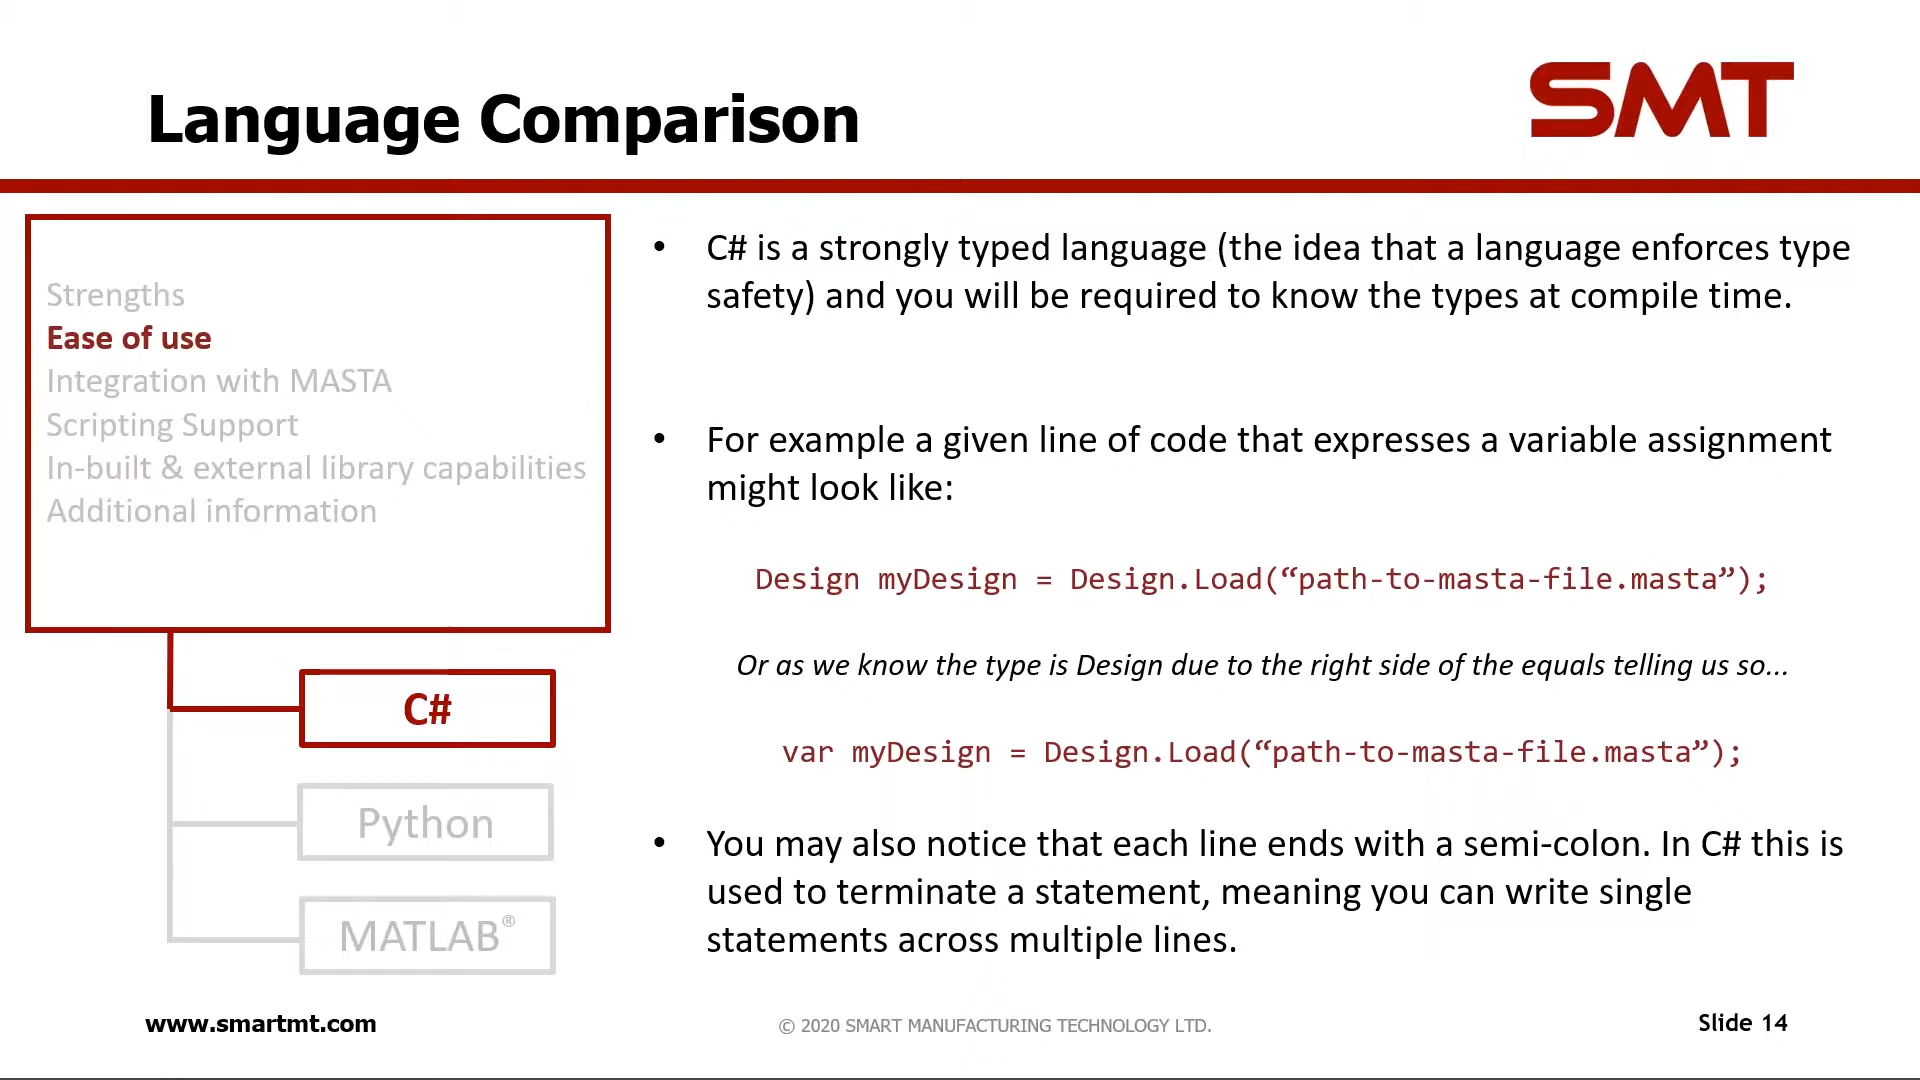 Language Comparison
SMT
Strengths
Ease of use
Integration with MASTA
Scripting Support
In-built & external library capabilities
Additional information
C#
Python
MATLAB®
• C# is a strongly typed language (the idea that a language enforces type
safety) and you will be required to know the types at compile time.
• For example a given line of code that expresses a variable assignment
might look like:
Design myDesign = Design.Load(“path-to-masta-file.masta”);
Or as we know the type is Design due to the right side of the equals telling us so...
var myDesign = Design.Load(“path-to-masta-file.masta”);
• You may also notice that each line ends with a semi-colon. In C# this is
used to terminate a statement, meaning you can write single
statements across multiple lines.
www.smartmt.com
© 2020 SMART MANUFACTURING TECHNOLOGY LTD.
Slide 14